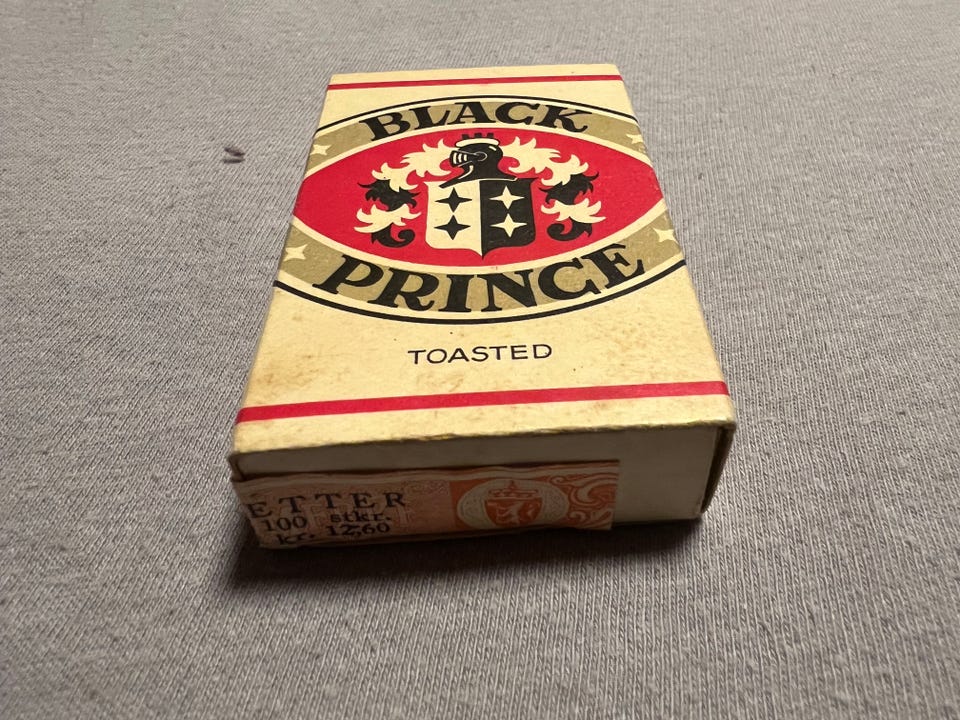 BLACK
PRINCE
TOASTED
ETTER
100 stkr.
kr. 12,60